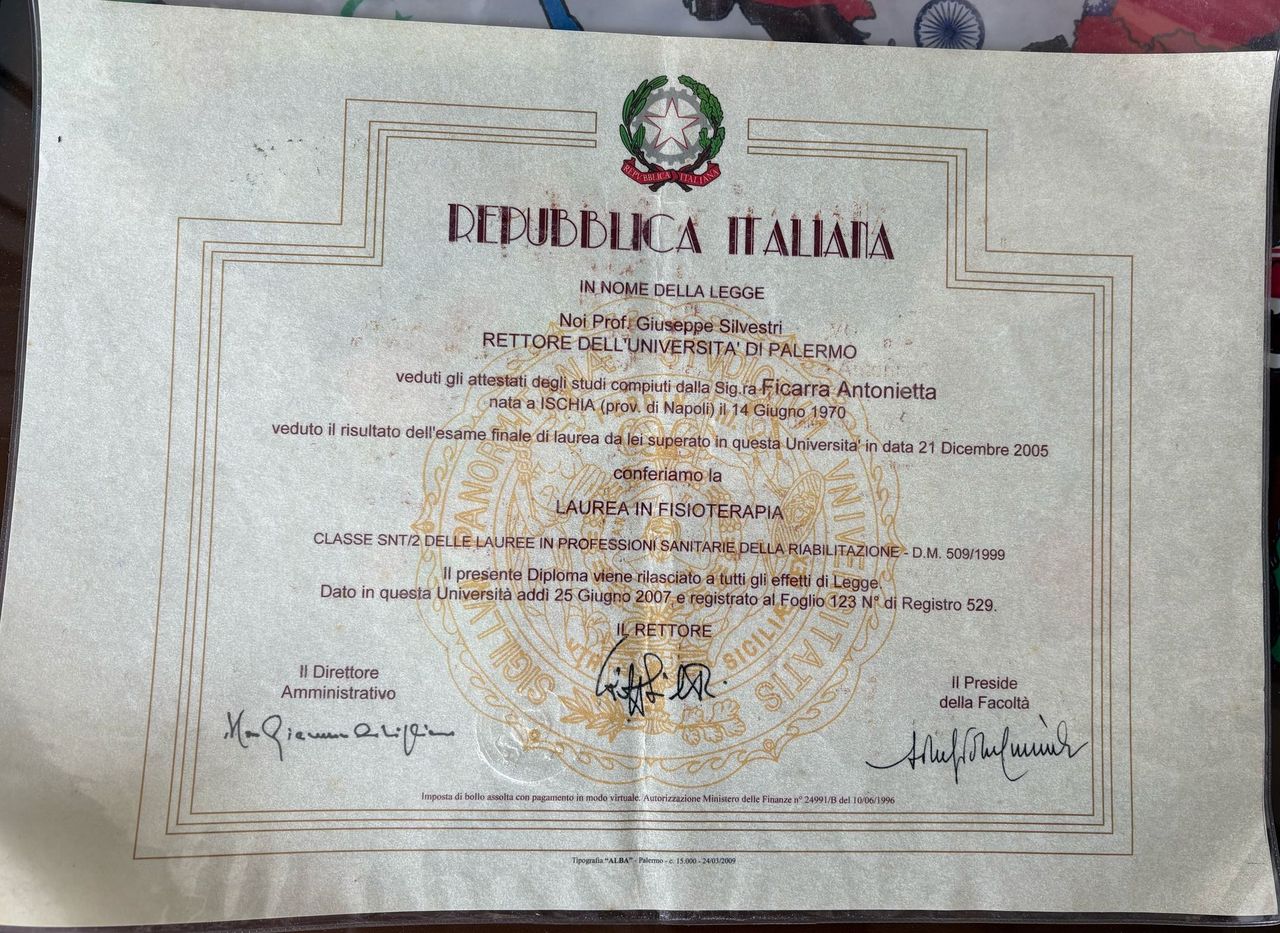 REPVBBLICA ITALIANA
REPUBBLICA ITALIANA
IN NOME DELLA LEGGE
Noi Prof. Giuseppe Silvestri
RETTORE DELL'UNIVERSITA' DI PALERMO
veduti gli attestati degli studi compiuti dalla Sig.ra Ficarra Antonietta
nata a ISCHIA (prov. di Napoli) il 14 Giugno 1970
veduto il risultato dell'esame finale di laurea da lei superato in questa Universita' in data 21 Dicembre 2005
conferiamo la
LAUREA IN FISIOTERAPIA
CLASSE SNT/2 DELLE LAUREE IN PROFESSIONI SANITARIE DELLA RIABILITAZIONE - D.M. 509/1999
Il presente Diploma viene rilasciato a tutti gli effetti di Legge.
Dato in questa Università addì 25 Giugno 2007 e registrato al Foglio 123 N° di Registro 529.
IL RETTORE
Il Direttore
Amministrativo
Il Preside
della Facoltà
Imposta di bollo assolta con pagamento in modo virtuale. Autorizzazione Ministero delle Finanze n° 24991/B del 10/06/1996
Tipografia "ALBA" - Palermo - c. 15.000 - 24/03/2009